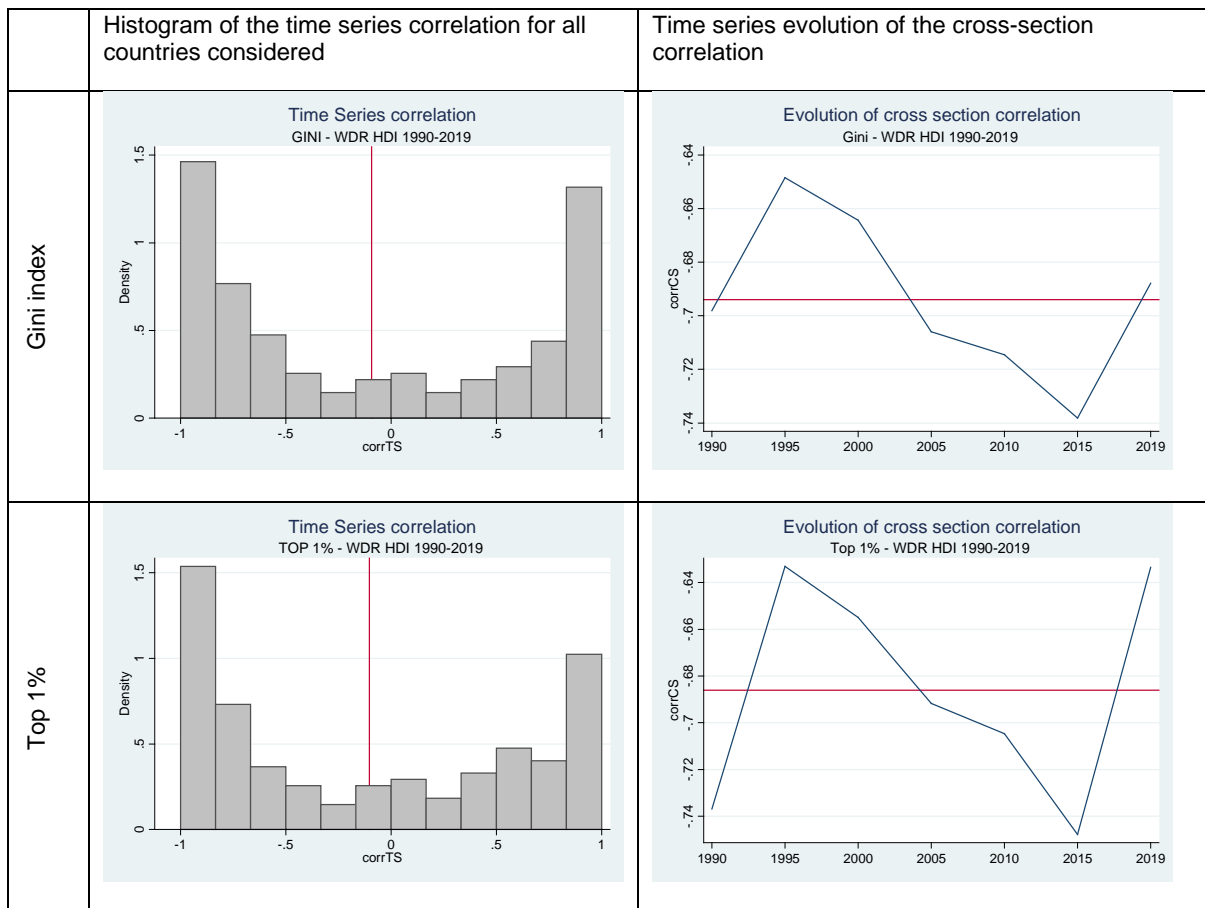 Histogram of the time series correlation for all
countries considered
Time series evolution of the cross-section
correlation
Gini index
Time Series correlation
GINI - WDR HDI 1990-2019
Density
0
.5
1
1.5
-1
-.5
0
.5
1
corrTS
Evolution of cross section correlation
Gini - WDR HDI 1990-2019
corrCS
-.74
-.72
-.7
-.68
-.66
-.64
1990
1995
2000
2005
2010
2015
2019
Top 1%
Time Series correlation
TOP 1% - WDR HDI 1990-2019
Density
0
.5
1
1.5
-1
-.5
0
.5
1
corrTS
Evolution of cross section correlation
Top 1% - WDR HDI 1990-2019
corrCS
-.74
-.72
-.7
-.68
-.66
-.64
1990
1995
2000
2005
2010
2015
2019